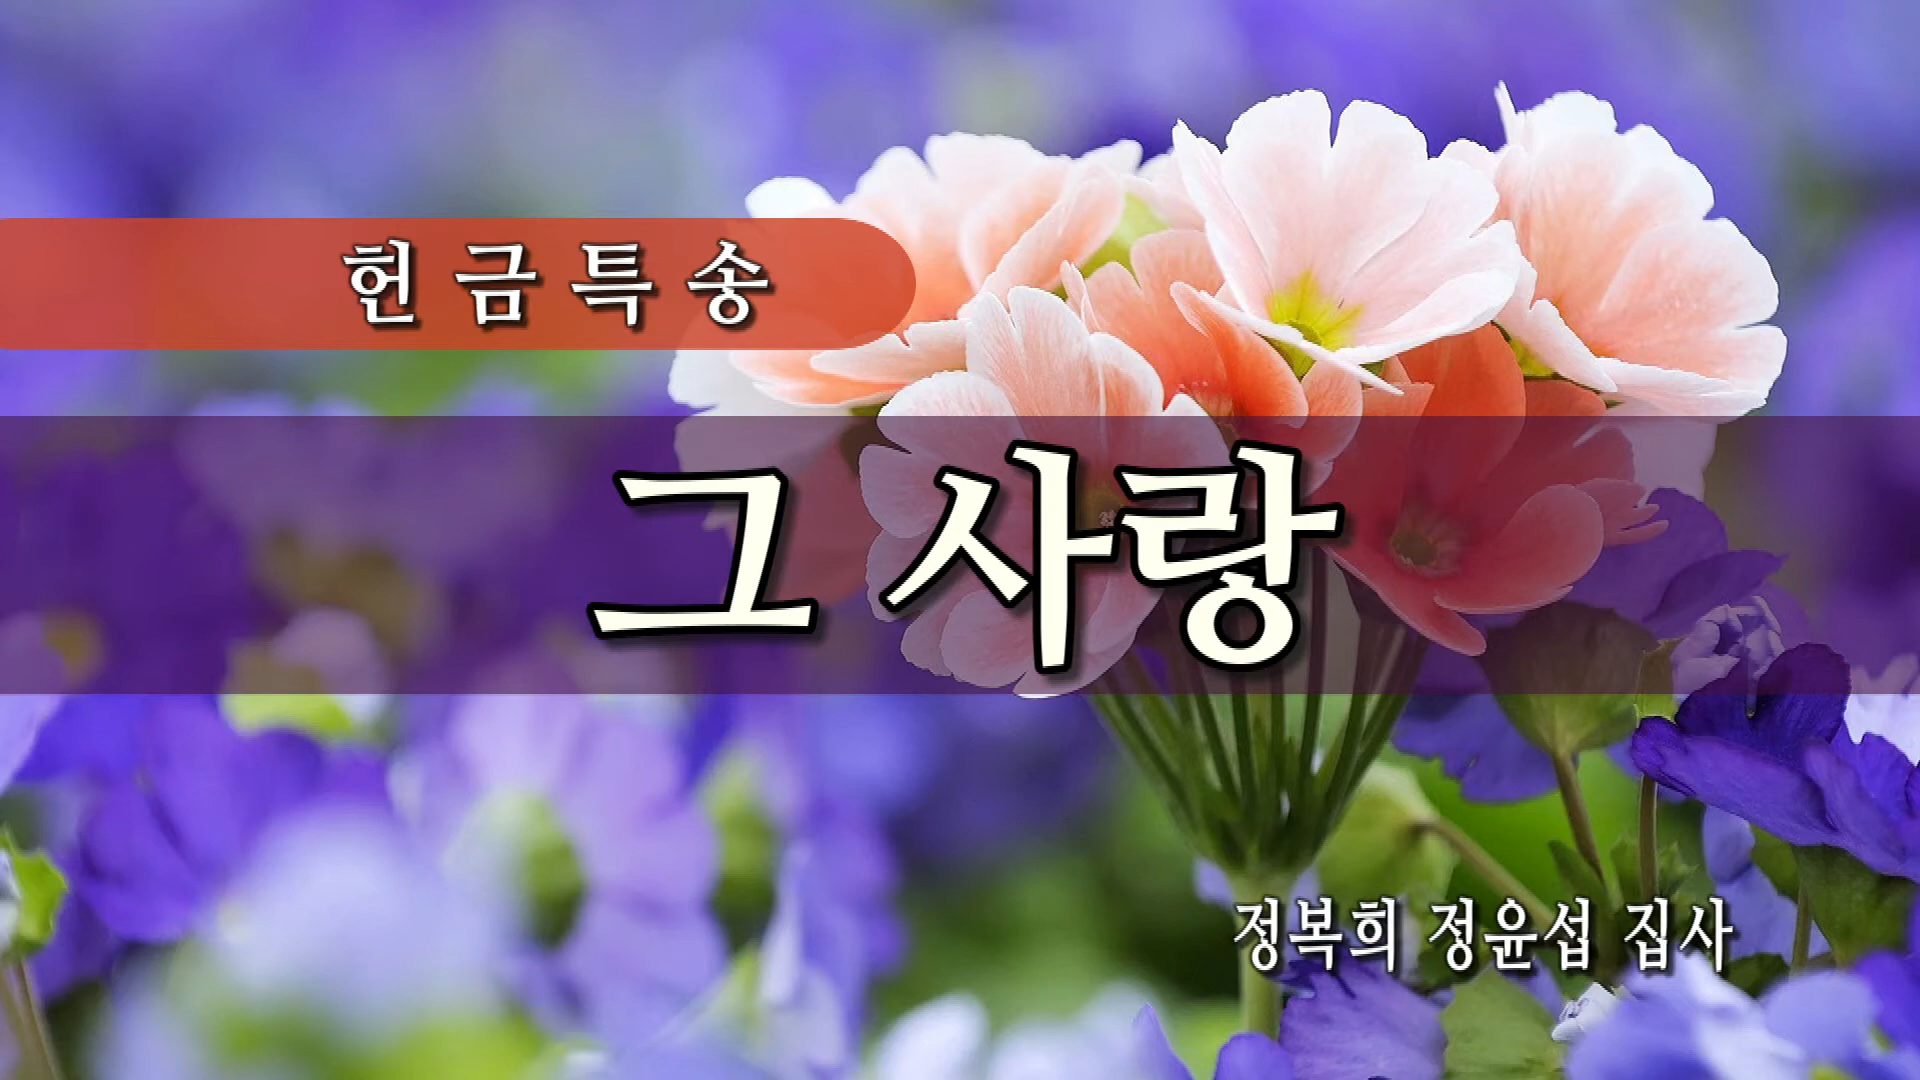 헌금특송
그 사랑
정복희 정윤섭 집사